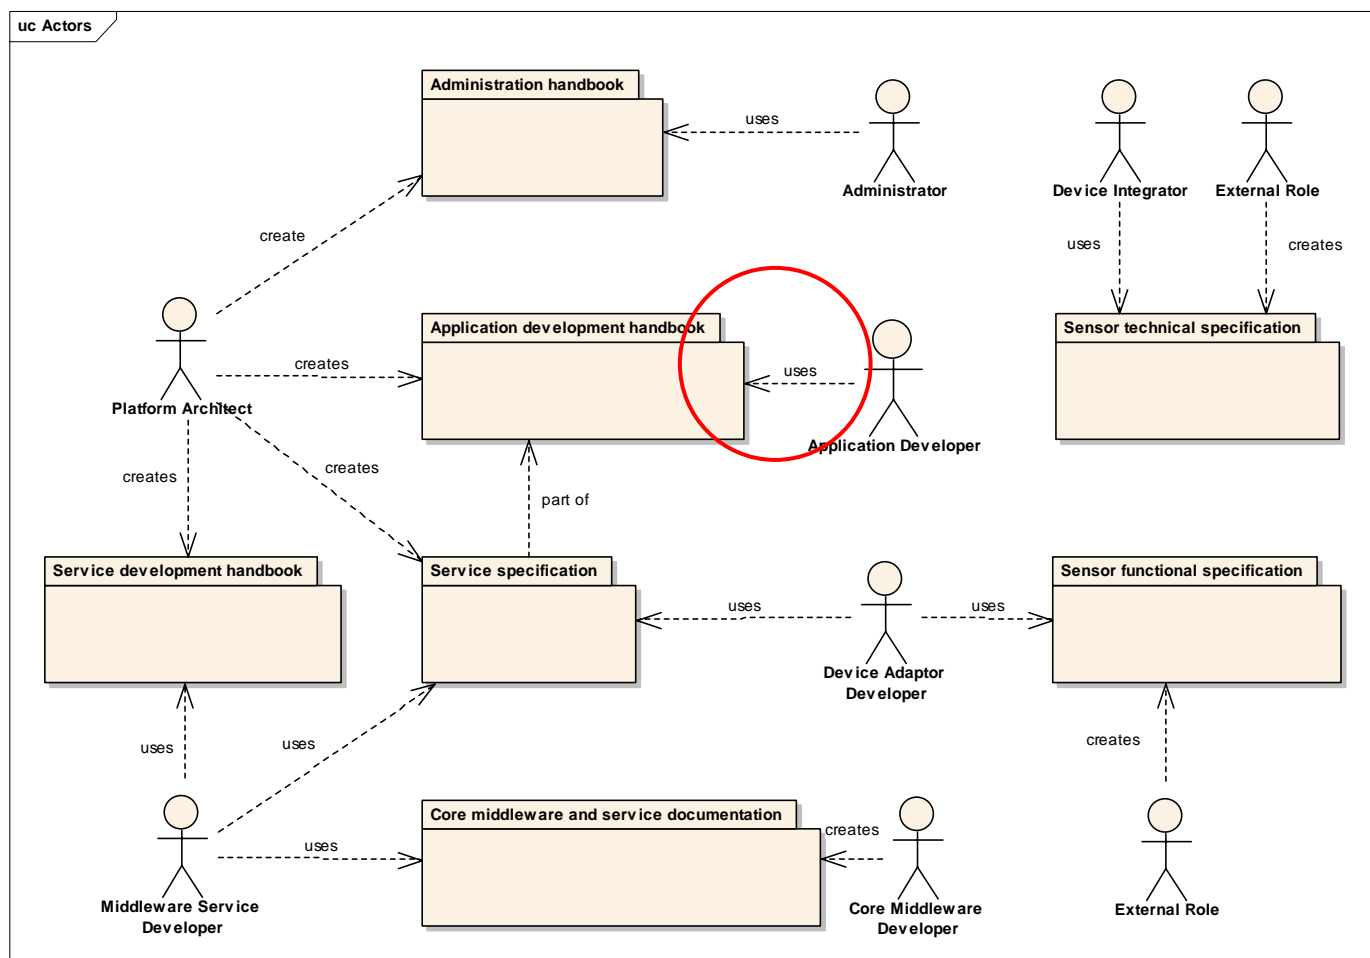 uc Actors
Administration handbook
uses
Administrator
Device Integrator
External Role
create
uses
creates
Application development handbook
Sensor technical specification
creates
uses
Platform Architect
Application Developer
creates
creates
part of
Service development handbook
Service specification
Sensor functional specification
uses
uses
Device Adaptor
Developer
uses
uses
creates
Core middleware and service documentation
uses
creates
Middleware Service
Developer
Core Middleware
Developer
External Role